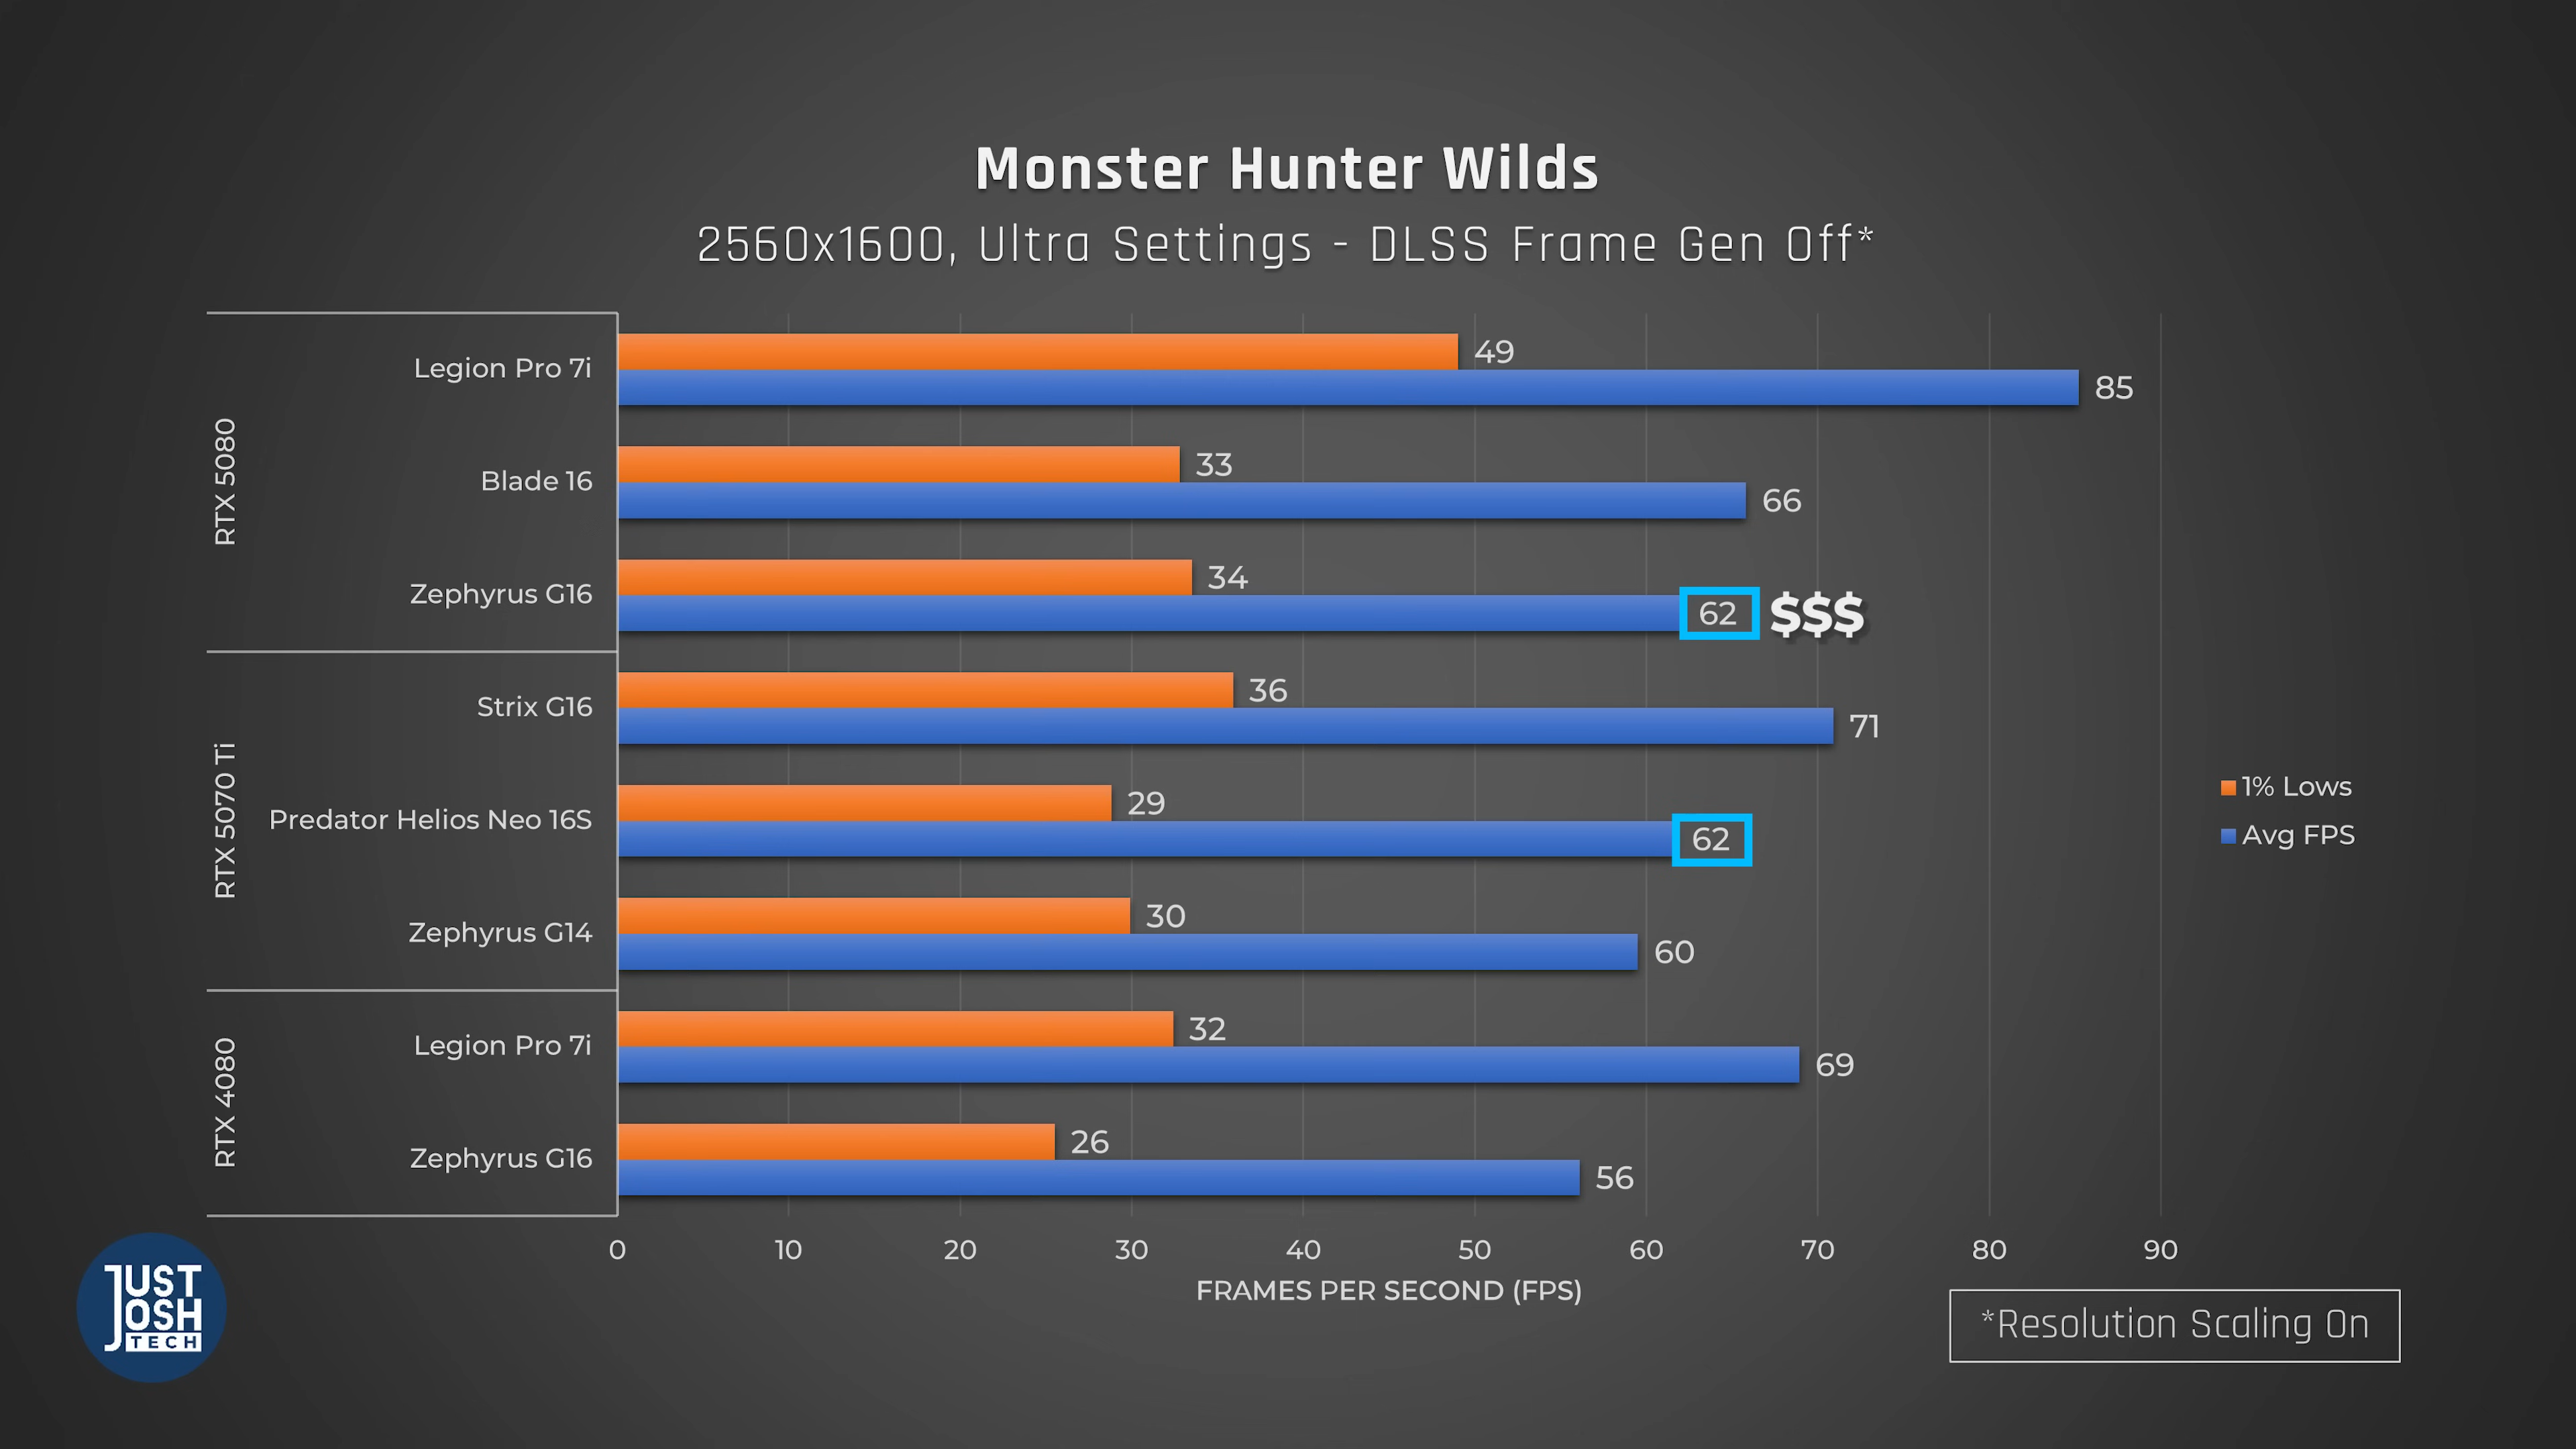 Monster Hunter Wilds
2560x1600, Ultra Settings - DLSS Frame Gen Off*
RTX 5080
Legion Pro 7i
49
85
Blade 16
33
66
Zephyrus G16
34
62 $$$
RTX 5070 Ti
Strix G16
36
71
Predator Helios Neo 16S
29
62
Zephyrus G14
30
60
RTX 4080
Legion Pro 7i
32
69
Zephyrus G16
26
56
1% Lows
Avg FPS
0 10 20 30 40 50 60 70 80 90
FRAMES PER SECOND (FPS)
*Resolution Scaling On
JUST
JOSH
TECH